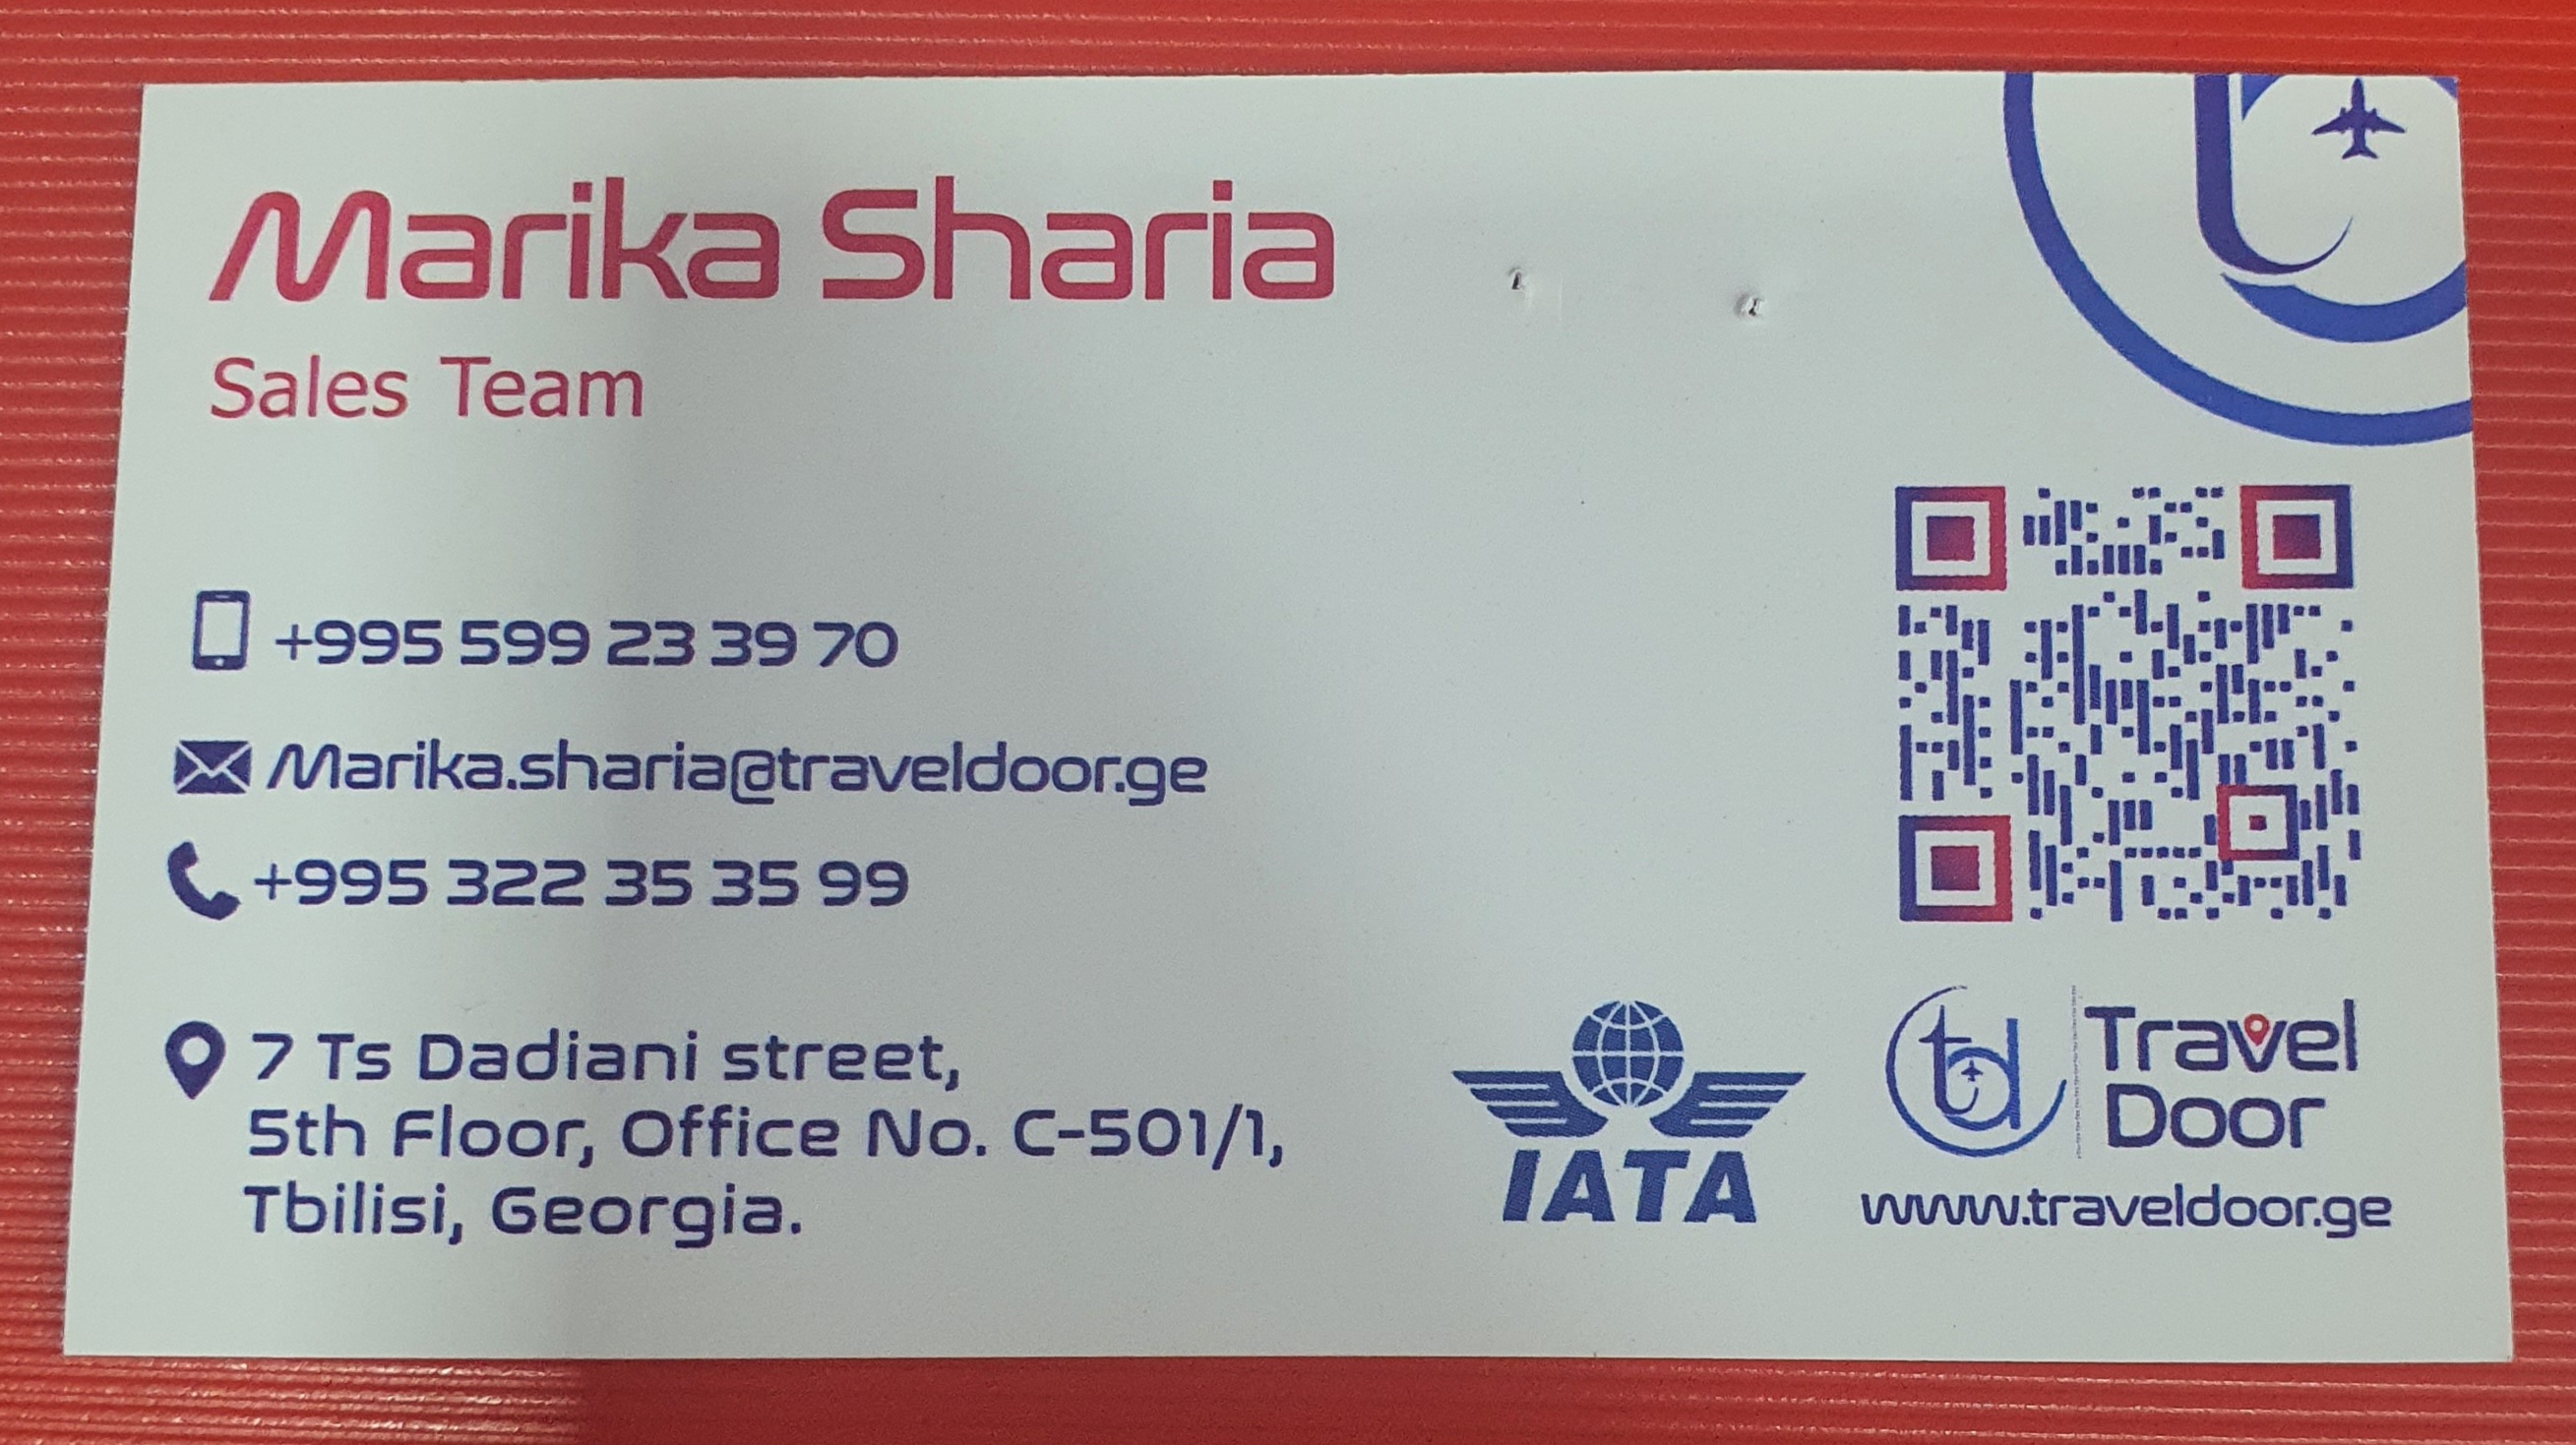 Marika Sharia
Sales Team
+995 599 23 39 70
Marika.sharia@traveldoor.ge
+995 322 35 35 99
7 Ts Dadiani street,
5th Floor, Office No. C-501/1,
Tbilisi, Georgia.
IATA
td
Travel
Door
www.traveldoor.ge